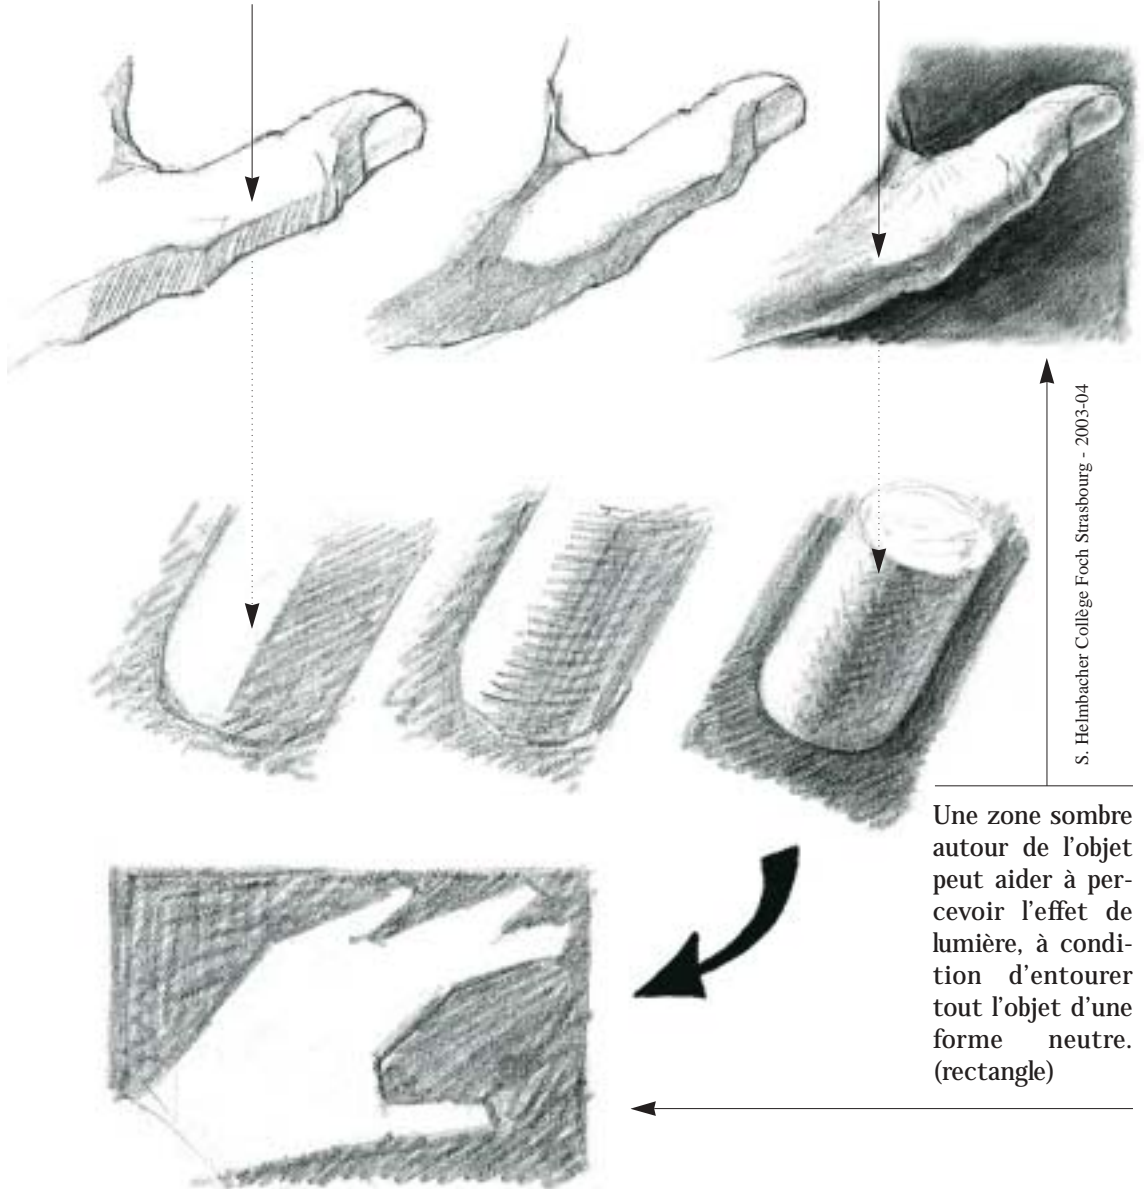 S. Helmbacher Collège Foch Strasbourg - 2003-04
Une zone sombre
autour de l'objet
peut aider à per-
cevoir l'effet de
lumière, à condi-
tion d'entourer
tout l'objet d'une
forme neutre.
(rectangle)